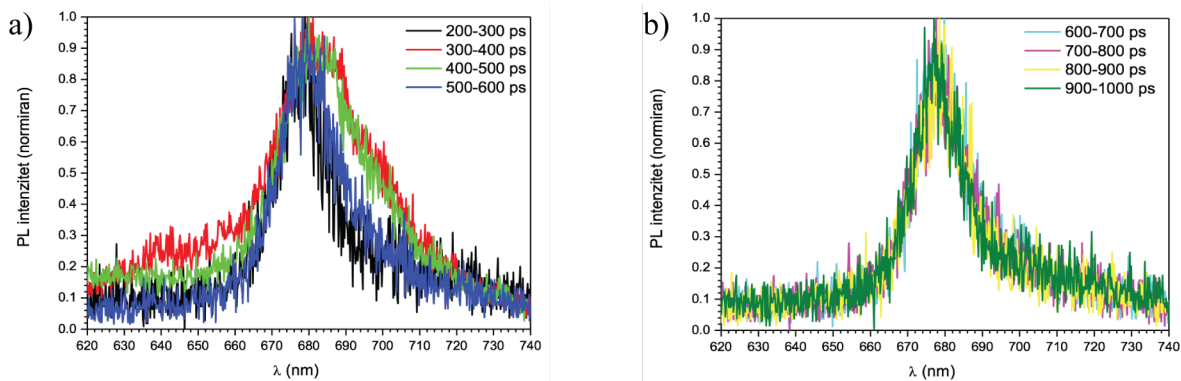 a)
PL intenzitet (normiran)
1.0
0.9
0.8
0.7
0.6
0.5
0.4
0.3
0.2
0.1
0.0
200-300 ps
300-400 ps
400-500 ps
500-600 ps
620 630 640 650 660 670 680 690 700 710 720 730 740
λ (nm)
b)
PL intenzitet (normiran)
1.0
0.9
0.8
0.7
0.6
0.5
0.4
0.3
0.2
0.1
0.0
600-700 ps
700-800 ps
800-900 ps
900-1000 ps
620 630 640 650 660 670 680 690 700 710 720 730 740
λ (nm)